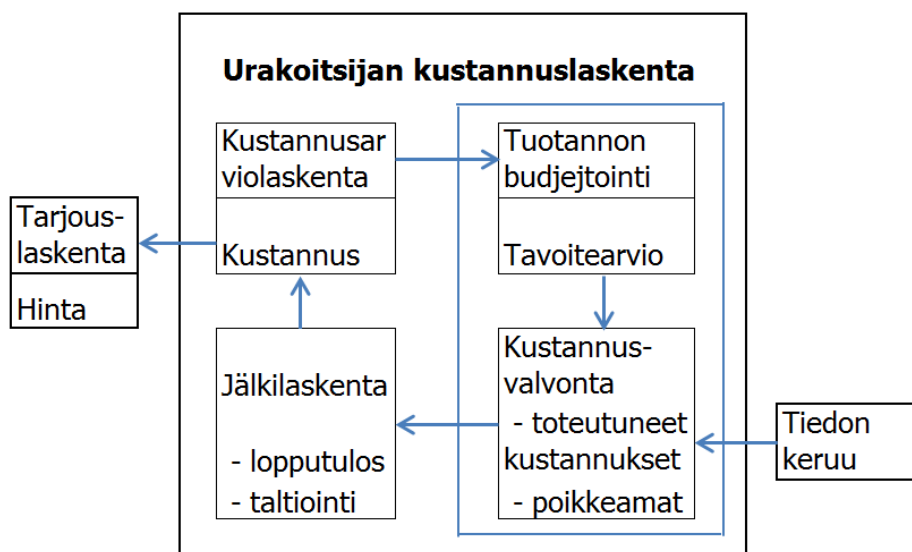 Urakoitsijan kustannuslaskenta
Kustannusar
violaskenta
Kustannus
Tuotannon
budjejtointi
Tavoitearvio
Tarjous-
laskenta
Hinta
Jälkilaskenta
- lopputulos
- taltiointi
Kustannus-
valvonta
- toteutuneet
kustannukset
- poikkeamat
Tiedon
keruu